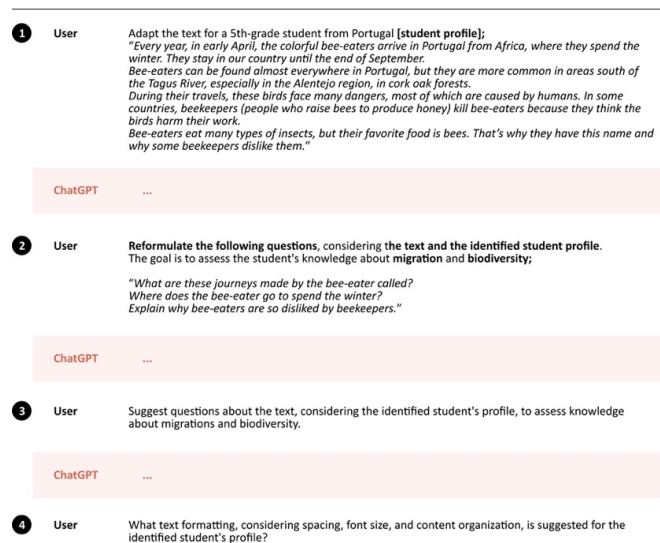 1 User Adapt the text for a 5th-grade student from Portugal [student profile];
“Every year, in early April, the colorful bee-eaters arrive in Portugal from Africa, where they spend the
winter. They stay in our country until the end of September.
Bee-eaters can be found almost everywhere in Portugal, but they are more common in areas south of
the Tagus River, especially in the Alentejo region, in cork oak forests.
During their travels, these birds face many dangers, most of which are caused by humans. In some
countries, beekeepers (people who raise bees to produce honey) kill bee-eaters because they think the
birds harm their work.
Bee-eaters eat many types of insects, but their favorite food is bees. That’s why they have this name and
why some beekeepers dislike them.”
ChatGPT ...
2 User Reformulate the following questions, considering the text and the identified student profile.
The goal is to assess the student's knowledge about migration and biodiversity;
“What are these journeys made by the bee-eater called?
Where does the bee-eater go to spend the winter?
Explain why bee-eaters are so disliked by beekeepers.”
ChatGPT ...
3 User Suggest questions about the text, considering the identified student's profile, to assess knowledge
about migrations and biodiversity.
ChatGPT ...
4 User What text formatting, considering spacing, font size, and content organization, is suggested for the
identified student's profile?